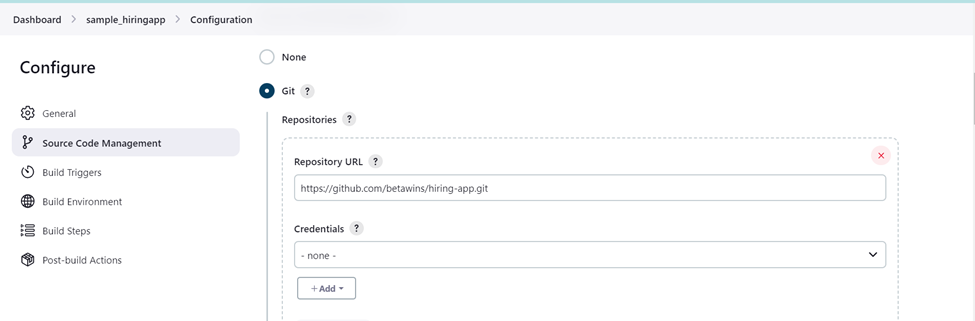 Dashboard > sample_hiringapp > Configuration
Configure
General
Source Code Management
Build Triggers
Build Environment
Build Steps
Post-build Actions
None
Git ?
Repositories ?
Repository URL ?
https://github.com/betawins/hiring-app.git
Credentials ?
- none -
+ Add